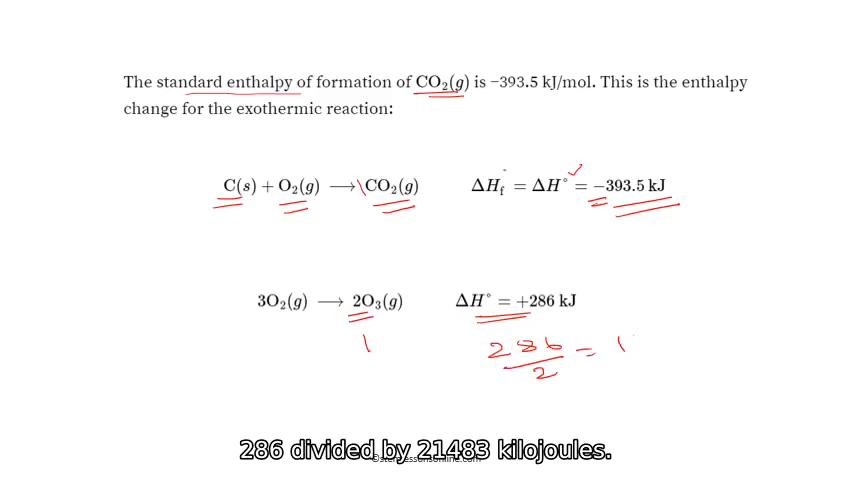 The standard enthalpy of formation of CO₂(g) is −393.5 kJ/mol. This is the enthalpy
change for the exothermic reaction:
C(s) + O₂(g) ⟶ \CO₂(g) ΔH_f° = ΔH° = −393.5 kJ
3O₂(g) ⟶ 2O₃(g) ΔH° = +286 kJ
1 286/2 = 1
286 divided by 21483 kilojoules.